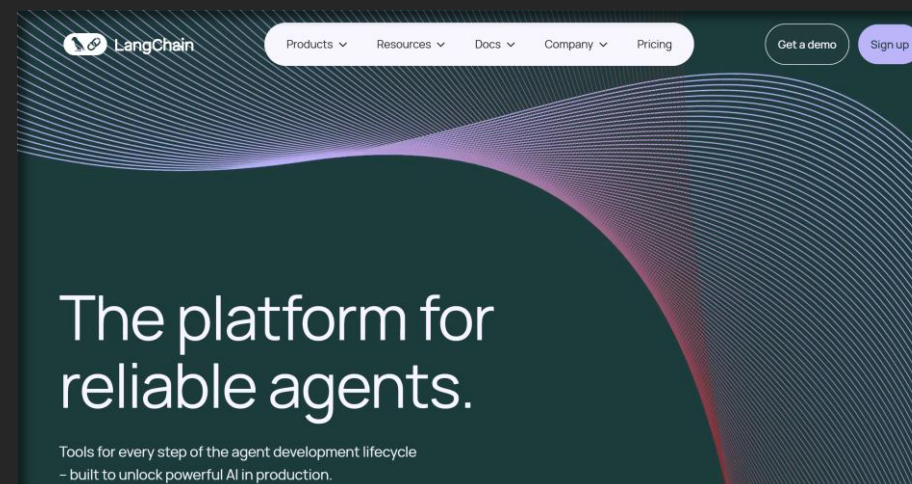 LangChain
Products
Resources
Docs
Company
Pricing
Get a demo
Sign up
The platform for
reliable agents.
Tools for every step of the agent development lifecycle
– built to unlock powerful AI in production.